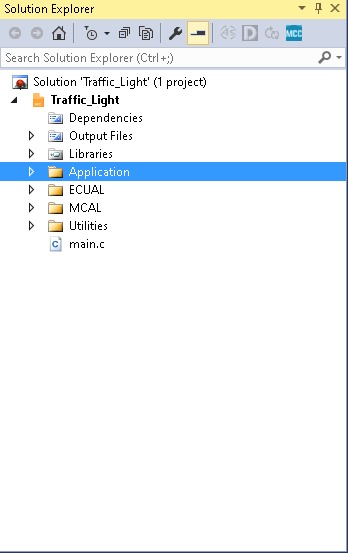 Solution Explorer
D
MCC
Search Solution Explorer (Ctrl+;)
Solution 'Traffic_Light' (1 project)
Traffic_Light
Dependencies
Output Files
Libraries
Application
ECUAL
MCAL
Utilities
C main.c